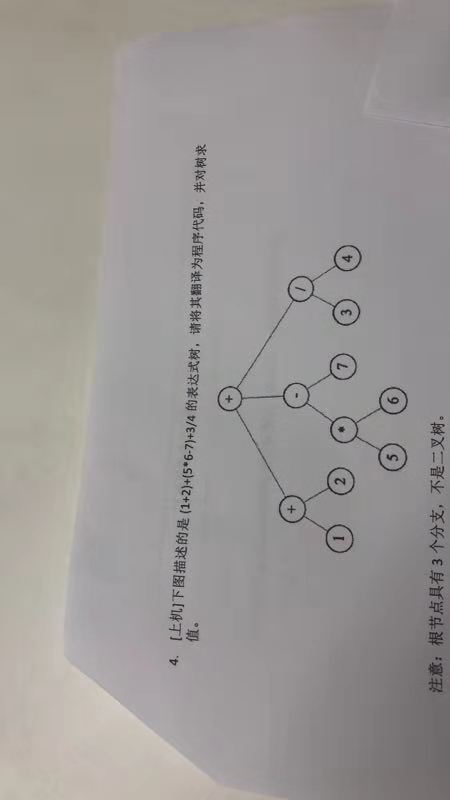 4. [上机]下图描述的是 (1+2)+(5*6-7)+3/4 的表达式树，请将其翻译为程序代码，并对树求
值。
+
+ - /
1 2 * 7 3 4
5 6
注意：根节点具有 3 个分支，不是二叉树。